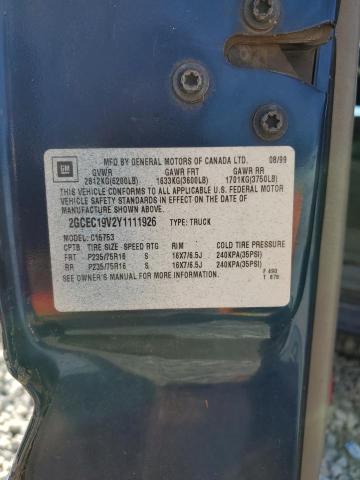 GM
MFD BY GENERAL MOTORS OF CANADA LTD. 08/99
GVWR GAWR FRT GAWR RR
2812KG(6200LB) 1633KG(3600LB) 1701KG(3750LB)
THIS VEHICLE CONFORMS TO ALL APPLICABLE U.S. FEDERAL MOTOR
VEHICLE SAFETY STANDARDS IN EFFECT ON THE DATE OF
MANUFACTURE SHOWN ABOVE.
2GCEC19V2Y1111926 TYPE: TRUCK
MODEL: C15753
TIRE SIZE SPEED RTG RIM COLD TIRE PRESSURE
FRT P235/75R16 S 16X7/6.5J 240KPA(35PSI)
RR P235/75R16 S 16X7/6.5J 240KPA(35PSI)
SEE OWNER'S MANUAL FOR MORE INFORMATION